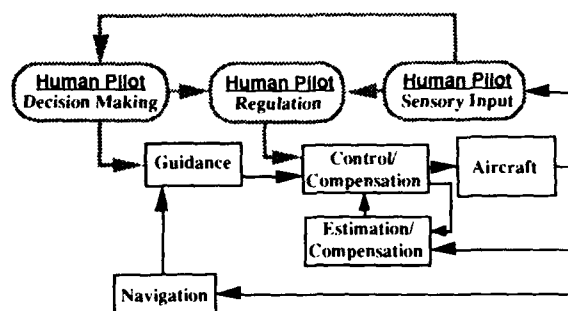 Human Pilot
Decision Making
Human Pilot
Regulation
Human Pilot
Sensory Input
Guidance
Control/
Compensation
Aircraft
Estimation/
Compensation
Navigation